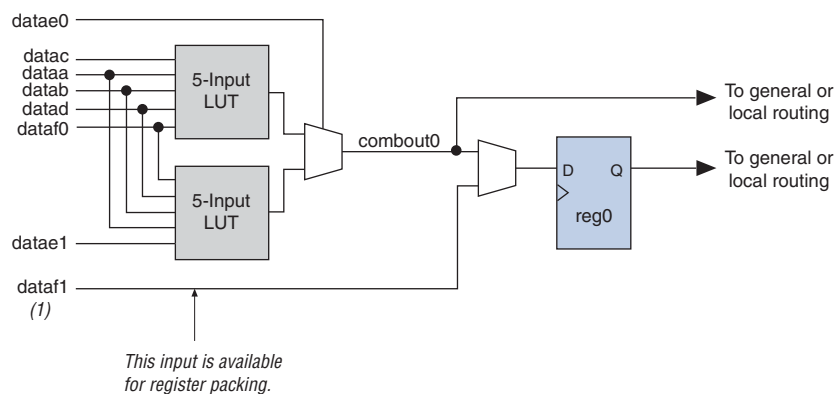 datae0
datac
dataa
datab
datad
dataf0
5-Input
LUT
combout0
To general or
local routing
D Q
reg0
To general or
local routing
5-Input
LUT
datae1
dataf1
(1)
This input is available
for register packing.